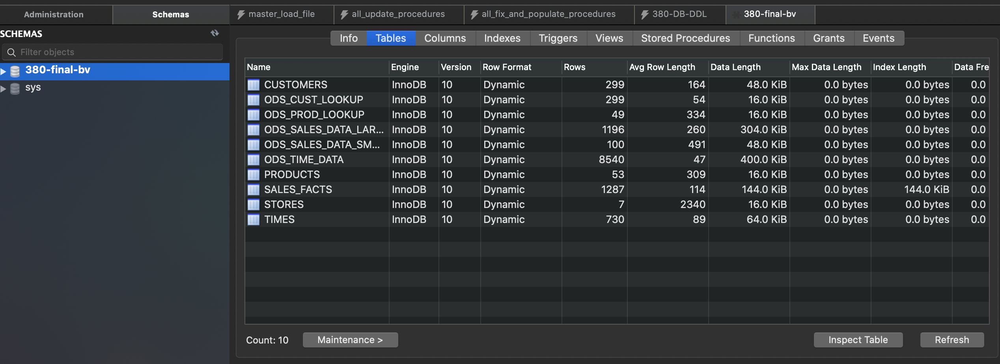 Administration Schemas master_load_file all_update_procedures all_fix_and_populate_procedures 380-DB-DDL 380-final-bv
SCHEMAS
Filter objects
380-final-bv
sys
Info Tables Columns Indexes Triggers Views Stored Procedures Functions Grants Events
Name Engine Version Row Format Rows Avg Row Length Data Length Max Data Length Index Length Data Fre
CUSTOMERS InnoDB 10 Dynamic 299 164 48.0 KiB 0.0 bytes 0.0 bytes 0.0
ODS_CUST_LOOKUP InnoDB 10 Dynamic 299 54 16.0 KiB 0.0 bytes 0.0 bytes 0.0
ODS_PROD_LOOKUP InnoDB 10 Dynamic 49 334 16.0 KiB 0.0 bytes 0.0 bytes 0.0
ODS_SALES_DATA_LAR... InnoDB 10 Dynamic 1196 260 304.0 KiB 0.0 bytes 0.0 bytes 0.0
ODS_SALES_DATA_SM... InnoDB 10 Dynamic 100 491 48.0 KiB 0.0 bytes 0.0 bytes 0.0
ODS_TIME_DATA InnoDB 10 Dynamic 8540 47 400.0 KiB 0.0 bytes 0.0 bytes 0.0
PRODUCTS InnoDB 10 Dynamic 53 309 16.0 KiB 0.0 bytes 0.0 bytes 0.0
SALES_FACTS InnoDB 10 Dynamic 1287 114 144.0 KiB 0.0 bytes 144.0 KiB 0.0
STORES InnoDB 10 Dynamic 7 2340 16.0 KiB 0.0 bytes 0.0 bytes 0.0
TIMES InnoDB 10 Dynamic 730 89 64.0 KiB 0.0 bytes 0.0 bytes 0.0
Count: 10 Maintenance > Inspect Table Refresh